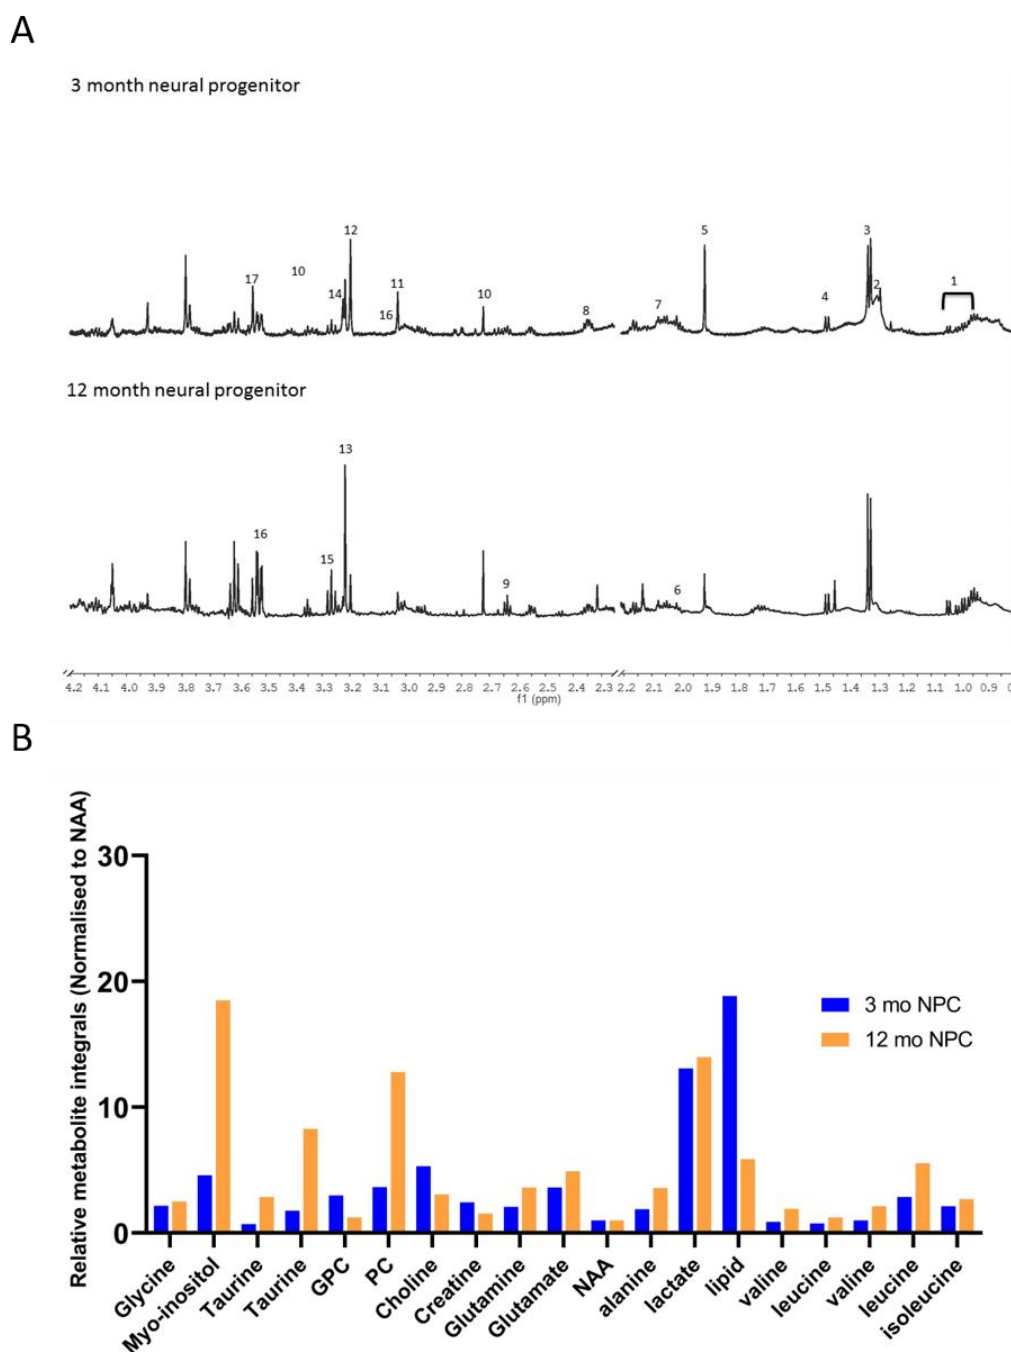 A
3 month neural progenitor
12
5
3
17
10
14
11
10
16
8
7
4
2
1
12 month neural progenitor
13
16
15
9
6
4.2 4.1 4.0 3.9 3.8 3.7 3.6 3.5 3.4 3.3 3.2 3.1 3.0 2.9 2.8 2.7 2.6 2.5 2.4 2.3 2.2 2.1 2.0 1.9 1.8 1.7 1.6 1.5 1.4 1.3 1.2 1.1 1.0 0.9
f1 (ppm)
B
Relative metabolite integrals (Normalised to NAA)
30
20
10
0
3 mo NPC
12 mo NPC
Glycine
Myo-inositol
Taurine
Taurine
GPC
PC
Choline
Creatine
Glutamine
Glutamate
NAA
alanine
lactate
lipid
valine
leucine
valine
leucine
isoleucine